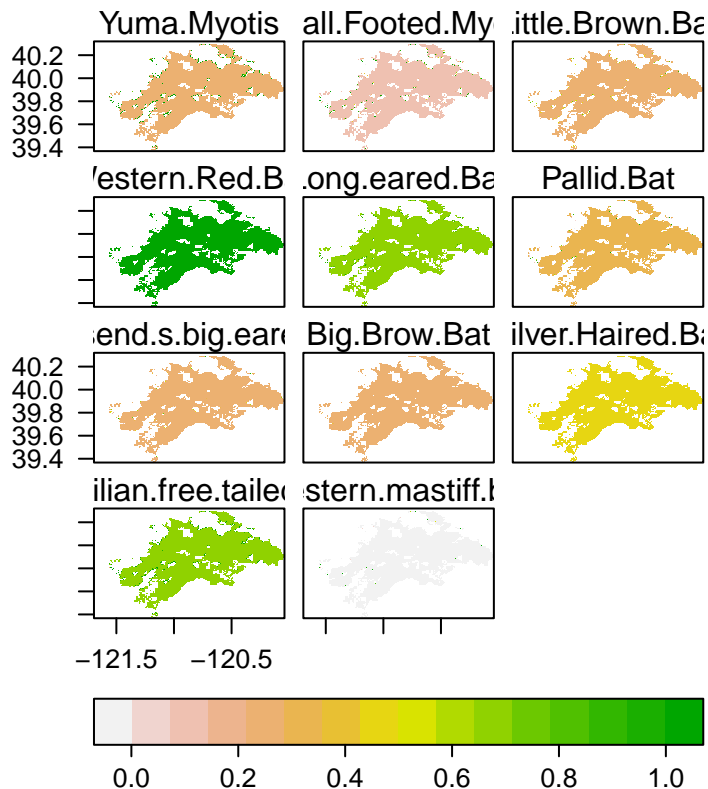 Yuma.Myotis all.Footed.My .ittle.Brown.Ba
40.2
40.0
39.8
39.6
39.4
estern.Red.B .ong.eared.Ba Pallid.Bat
send.s.big.eare Big.Brow.Bat ilver.Haired.Ba
40.2
40.0
39.8
39.6
39.4
ilian.free.tailed stern.mastiff.b
−121.5 −120.5
0.0 0.2 0.4 0.6 0.8 1.0